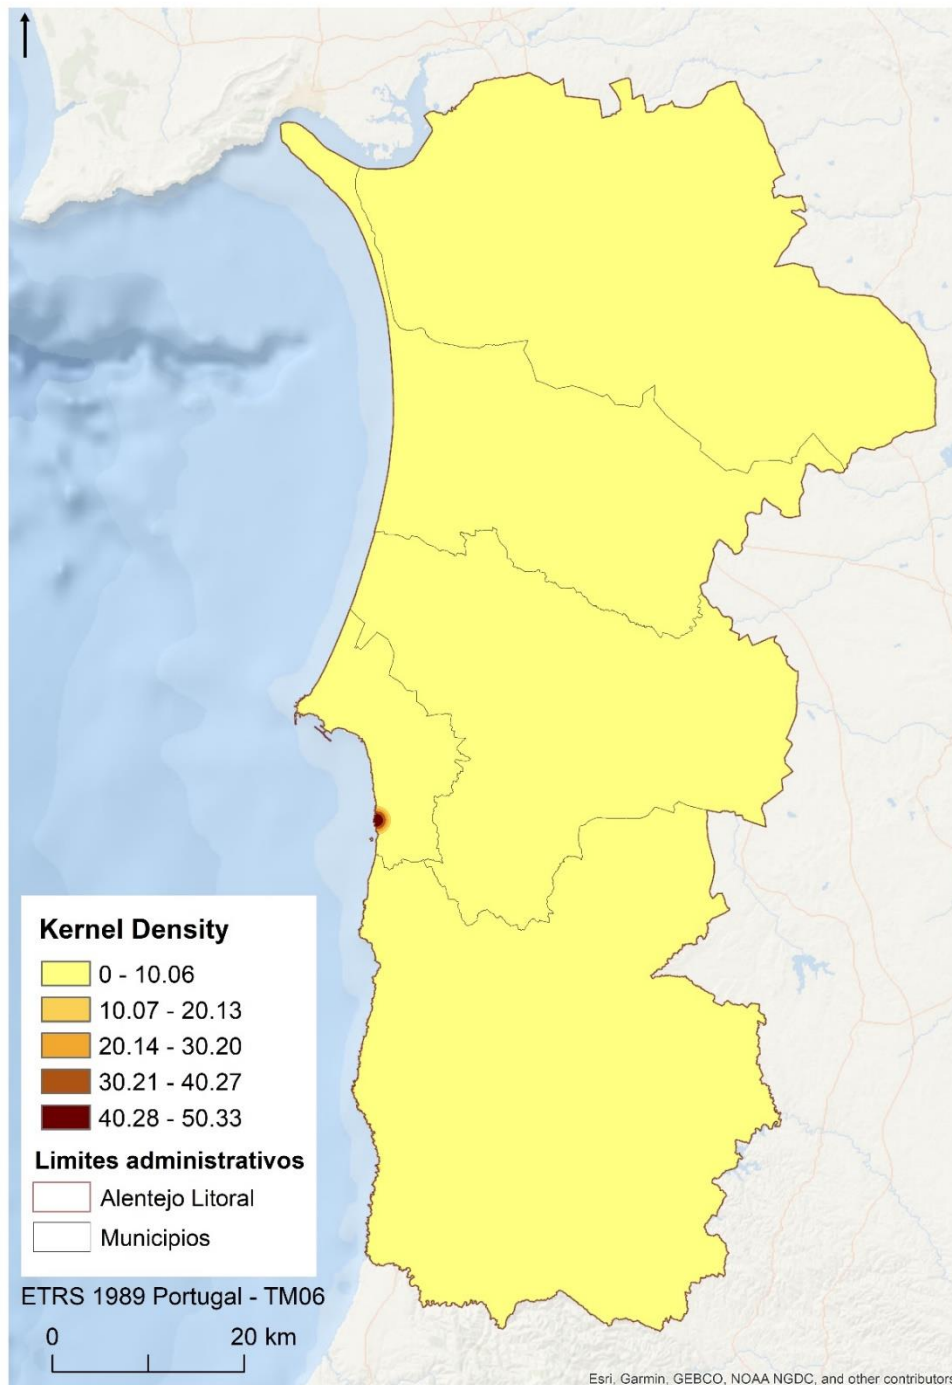 Kernel Density
0 - 10.06
10.07 - 20.13
20.14 - 30.20
30.21 - 40.27
40.28 - 50.33
Limites administrativos
Alentejo Litoral
Municipios
ETRS 1989 Portugal - TM06
0 20 km
Esri, Garmin, GEBCO, NOAA NGDC, and other contributors